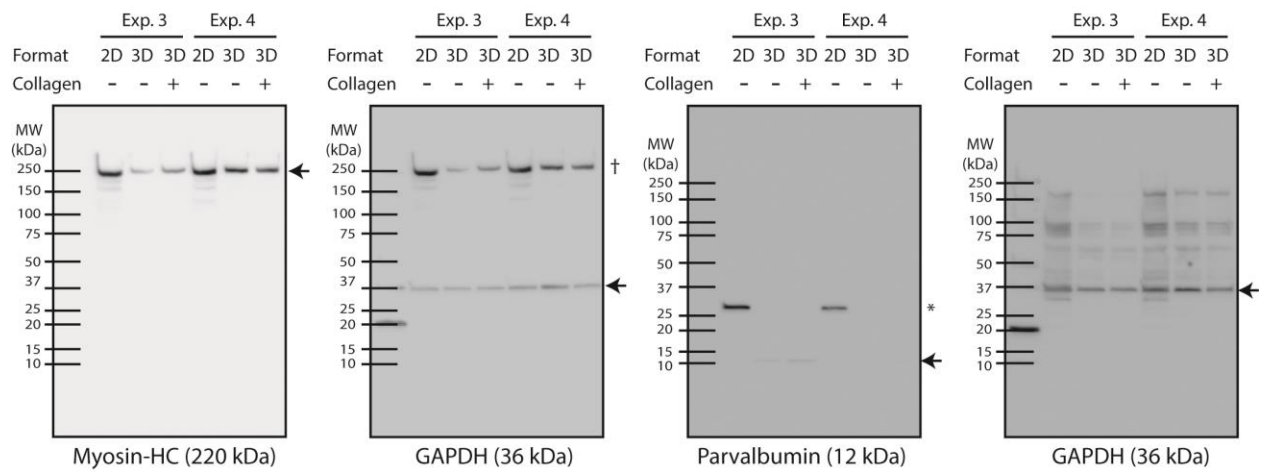 Exp. 3 Exp. 4
Format 2D 3D 3D 2D 3D 3D
Collagen - - + - - +
MW
(kDa)
250
150
100
75
50
37
25
20
15
10
Myosin-HC (220 kDa)
Exp. 3 Exp. 4
Format 2D 3D 3D 2D 3D 3D
Collagen - - + - - +
MW
(kDa)
250
150
100
75
50
37
25
20
15
10
†
GAPDH (36 kDa)
Exp. 3 Exp. 4
Format 2D 3D 3D 2D 3D 3D
Collagen - - + - - +
MW
(kDa)
250
150
100
75
50
37
25
20
15
10
*
Parvalbumin (12 kDa)
Exp. 3 Exp. 4
Format 2D 3D 3D 2D 3D 3D
Collagen - - + - - +
MW
(kDa)
250
150
100
75
50
37
25
20
15
10
GAPDH (36 kDa)